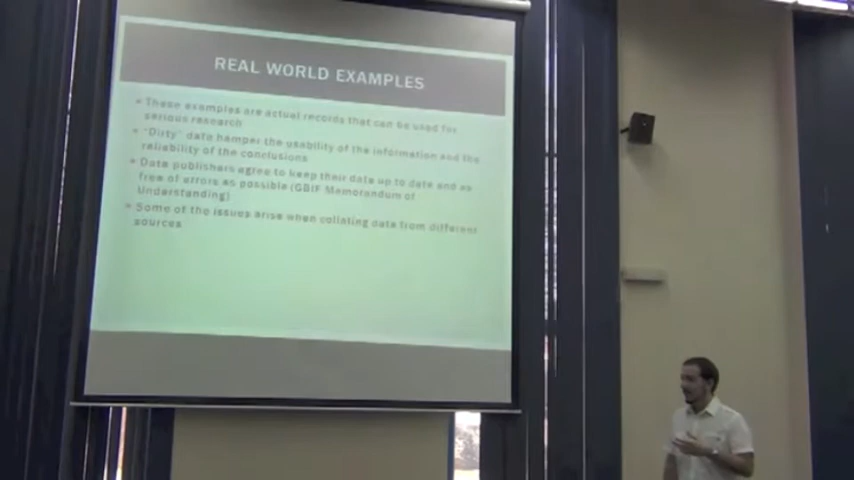 REAL WORLD EXAMPLES
These examples are actual records that can be used for
serious research
"Dirty" data hamper the usability of the information and the
reliability of the conclusions
Data publishers agree to keep their data up to date and as
free of errors as possible (GBIF Memorandum of
Understanding)
Some of the issues arise when collating data from different
sources